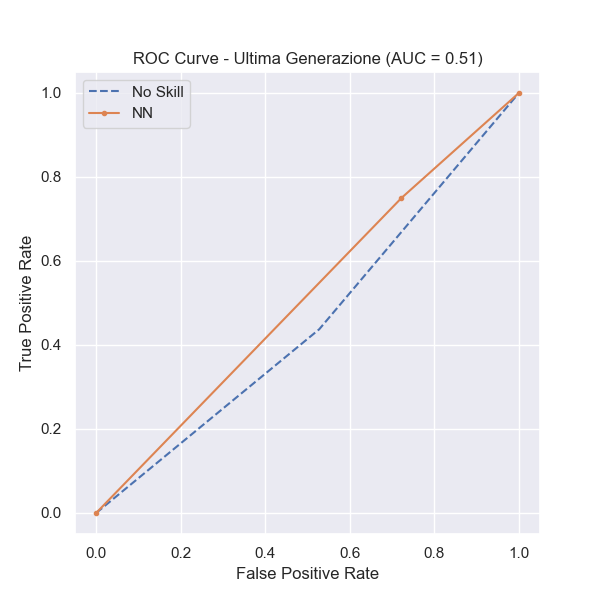 ROC Curve - Ultima Generazione (AUC = 0.51)
No Skill
NN
True Positive Rate
1.0
0.8
0.6
0.4
0.2
0.0
0.0 0.2 0.4 0.6 0.8 1.0
False Positive Rate